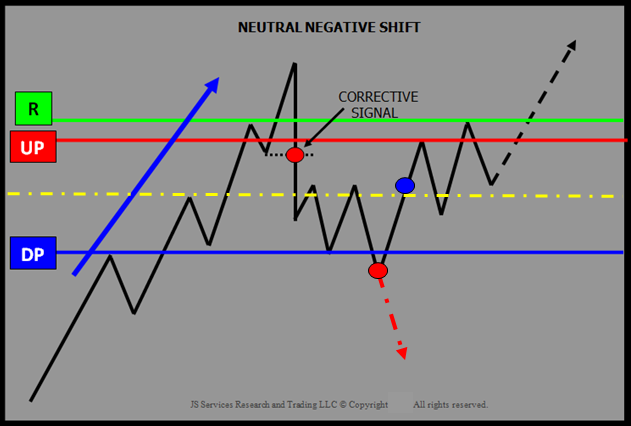 NEUTRAL NEGATIVE SHIFT
CORRECTIVE
SIGNAL
R
UP
DP
JS Services Research and Trading LLC © Copyright All rights reserved.